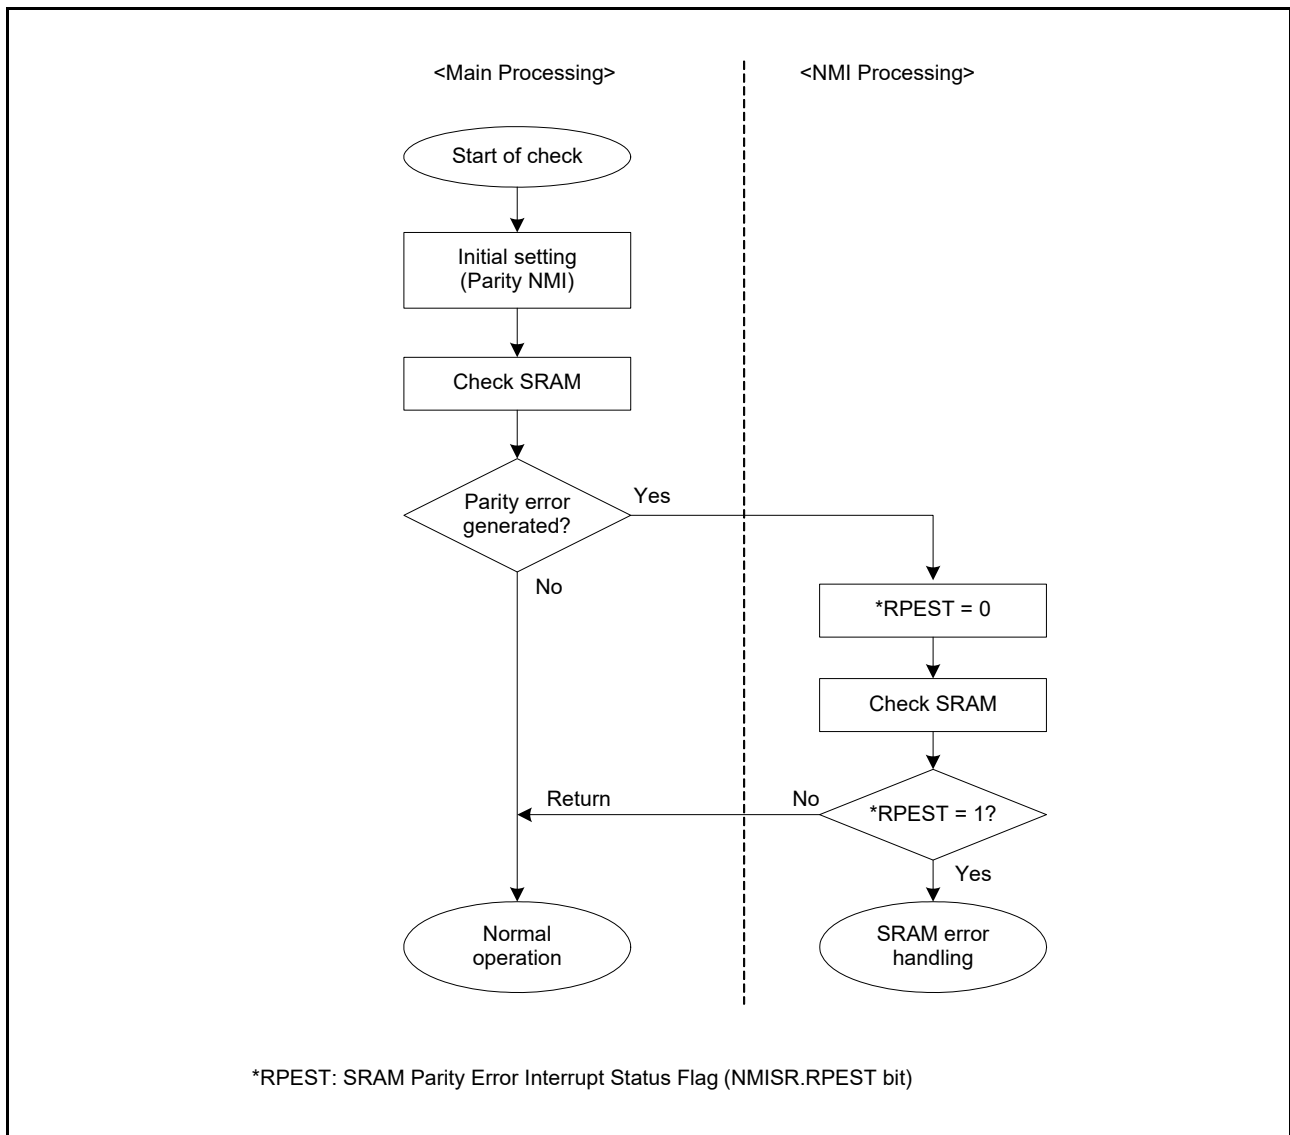 <Main Processing>
<NMI Processing>
Start of check
Initial setting
(Parity NMI)
Check SRAM
Parity error
generated?
Yes
No
*RPEST = 0
Check SRAM
*RPEST = 1?
No
Return
Yes
Normal
operation
SRAM error
handling
*RPEST: SRAM Parity Error Interrupt Status Flag (NMISR.RPEST bit)